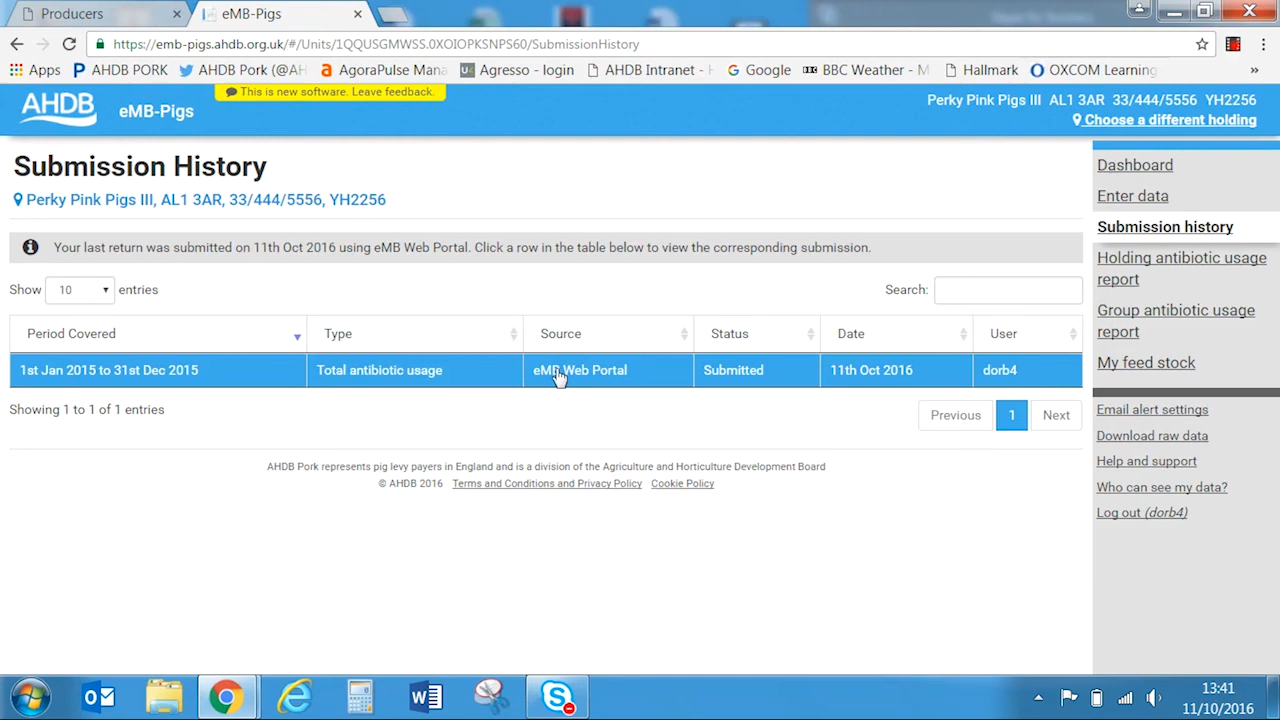 Producers
eMB-Pigs
https://emb-pigs.ahdb.org.uk/#/Units/1QQUSGMWSS.0XOIOPKSNPS60/SubmissionHistory
Apps
AHDB PORK
AHDB Pork (@AH
AgoraPulse Mana
Agresso - login
AHDB Intranet - H
Google
BBC Weather - M
Hallmark
OXCOM Learning
»
AHDB
eMB-Pigs
This is new software. Leave feedback.
Perky Pink Pigs III AL1 3AR 33/444/5556 YH2256
Choose a different holding
Submission History
Perky Pink Pigs III, AL1 3AR, 33/444/5556, YH2256
Your last return was submitted on 11th Oct 2016 using eMB Web Portal. Click a row in the table below to view the corresponding submission.
Show 10 entries
Search:
Period Covered Type Source Status Date User
1st Jan 2015 to 31st Dec 2015 Total antibiotic usage eMB Web Portal Submitted 11th Oct 2016 dorb4
Showing 1 to 1 of 1 entries
Previous 1 Next
AHDB Pork represents pig levy payers in England and is a division of the Agriculture and Horticulture Development Board
© AHDB 2016 Terms and Conditions and Privacy Policy Cookie Policy
Dashboard
Enter data
Submission history
Holding antibiotic usage
report
Group antibiotic usage
report
My feed stock
Email alert settings
Download raw data
Help and support
Who can see my data?
Log out (dorb4)
13:41
11/10/2016